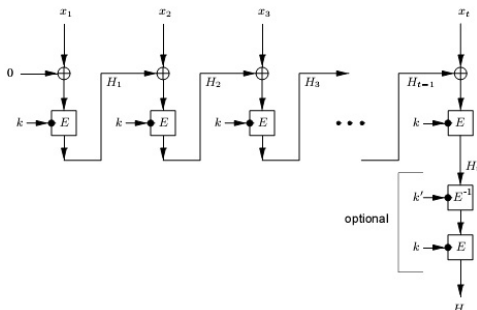 x₁ x₂ x₃ xₜ
0 H₁ H₂ H₃ Hₜ₋₁
k E k E k E k E
k′ E⁻¹
optional
k E
H